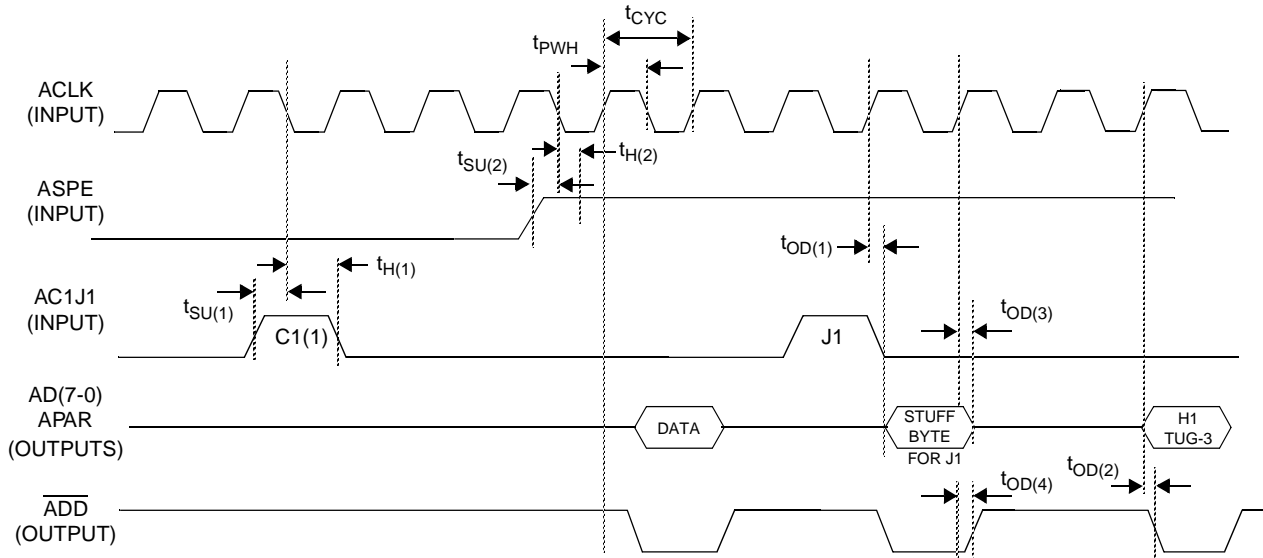 tCYC
tPWH
ACLK
(INPUT)
tSU(2)
tH(2)
ASPE
(INPUT)
tOD(1)
tH(1)
AC1J1
(INPUT)
tSU(1)
C1(1)
J1
tOD(3)
AD(7-0)
APAR
(OUTPUTS)
DATA
STUFF
BYTE
FOR J1
H1
TUG-3
tOD(2)
tOD(4)
ADD
(OUTPUT)